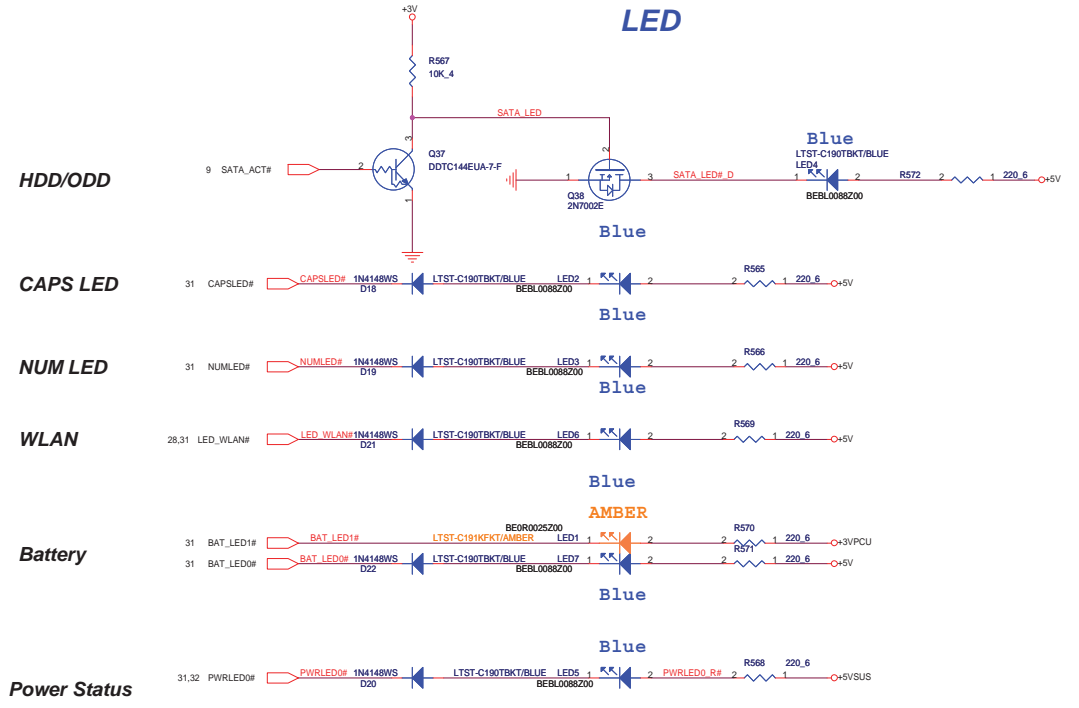 LED
+3V
R567
10K_4
SATA_LED
3
2
Q37
DDTC144EUA-7-F
1
HDD/ODD
9 SATA_ACT#
2
1
3
Q38
2N7002E
SATA_LED#_D
Blue
LTST-C190TBKT/BLUE
LED4
1
2
BEBL0088Z00
R572
2
1
220_6
+5V
Blue
CAPS LED
31 CAPSLED#
CAPSLED#
1N4148WS
D18
LTST-C190TBKT/BLUE
LED2
1
2
BEBL0088Z00
R565
2
1
220_6
+5V
Blue
NUM LED
31 NUMLED#
NUMLED#
1N4148WS
D19
LTST-C190TBKT/BLUE
LED3
1
2
BEBL0088Z00
R566
2
1
220_6
+5V
Blue
WLAN
28,31 LED_WLAN#
LED_WLAN#
1N4148WS
D21
LTST-C190TBKT/BLUE
LED6
1
2
BEBL0088Z00
R569
2
1
220_6
+5V
Blue
AMBER
Battery
31 BAT_LED1#
BAT_LED1#
LTST-C191KFKT/AMBER
BE0R0025Z00
LED1
1
2
R570
2
1
220_6
+3VPCU
31 BAT_LED0#
BAT_LED0#
1N4148WS
D22
LTST-C190TBKT/BLUE
LED7
1
2
BEBL0088Z00
R571
2
1
220_6
+5V
Blue
Blue
Power Status
31,32 PWRLED0#
PWRLED0#
1N4148WS
D20
LTST-C190TBKT/BLUE
LED5
1
2
BEBL0088Z00
PWRLED0_R#
R568
2
1
220_6
+5VSUS